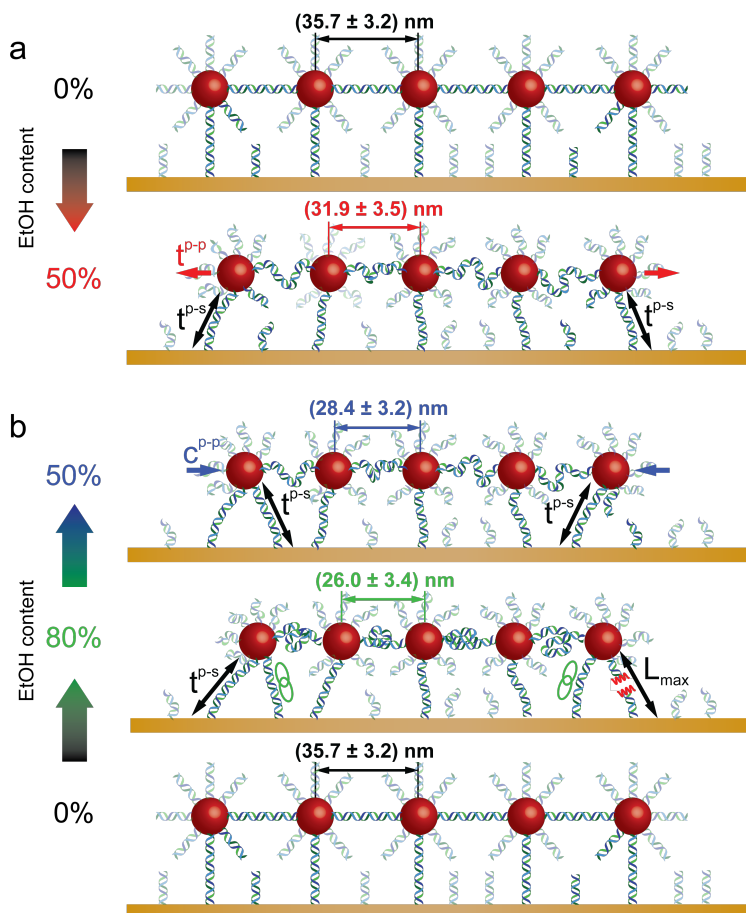 a
(35.7 ± 3.2) nm
0%
EtOH content
(31.9 ± 3.5) nm
50%
t^p-p
t^p-s
t^p-s
b
(28.4 ± 3.2) nm
50%
c^p-p
t^p-s
t^p-s
EtOH content
(26.0 ± 3.4) nm
80%
t^p-s
L_max
(35.7 ± 3.2) nm
0%